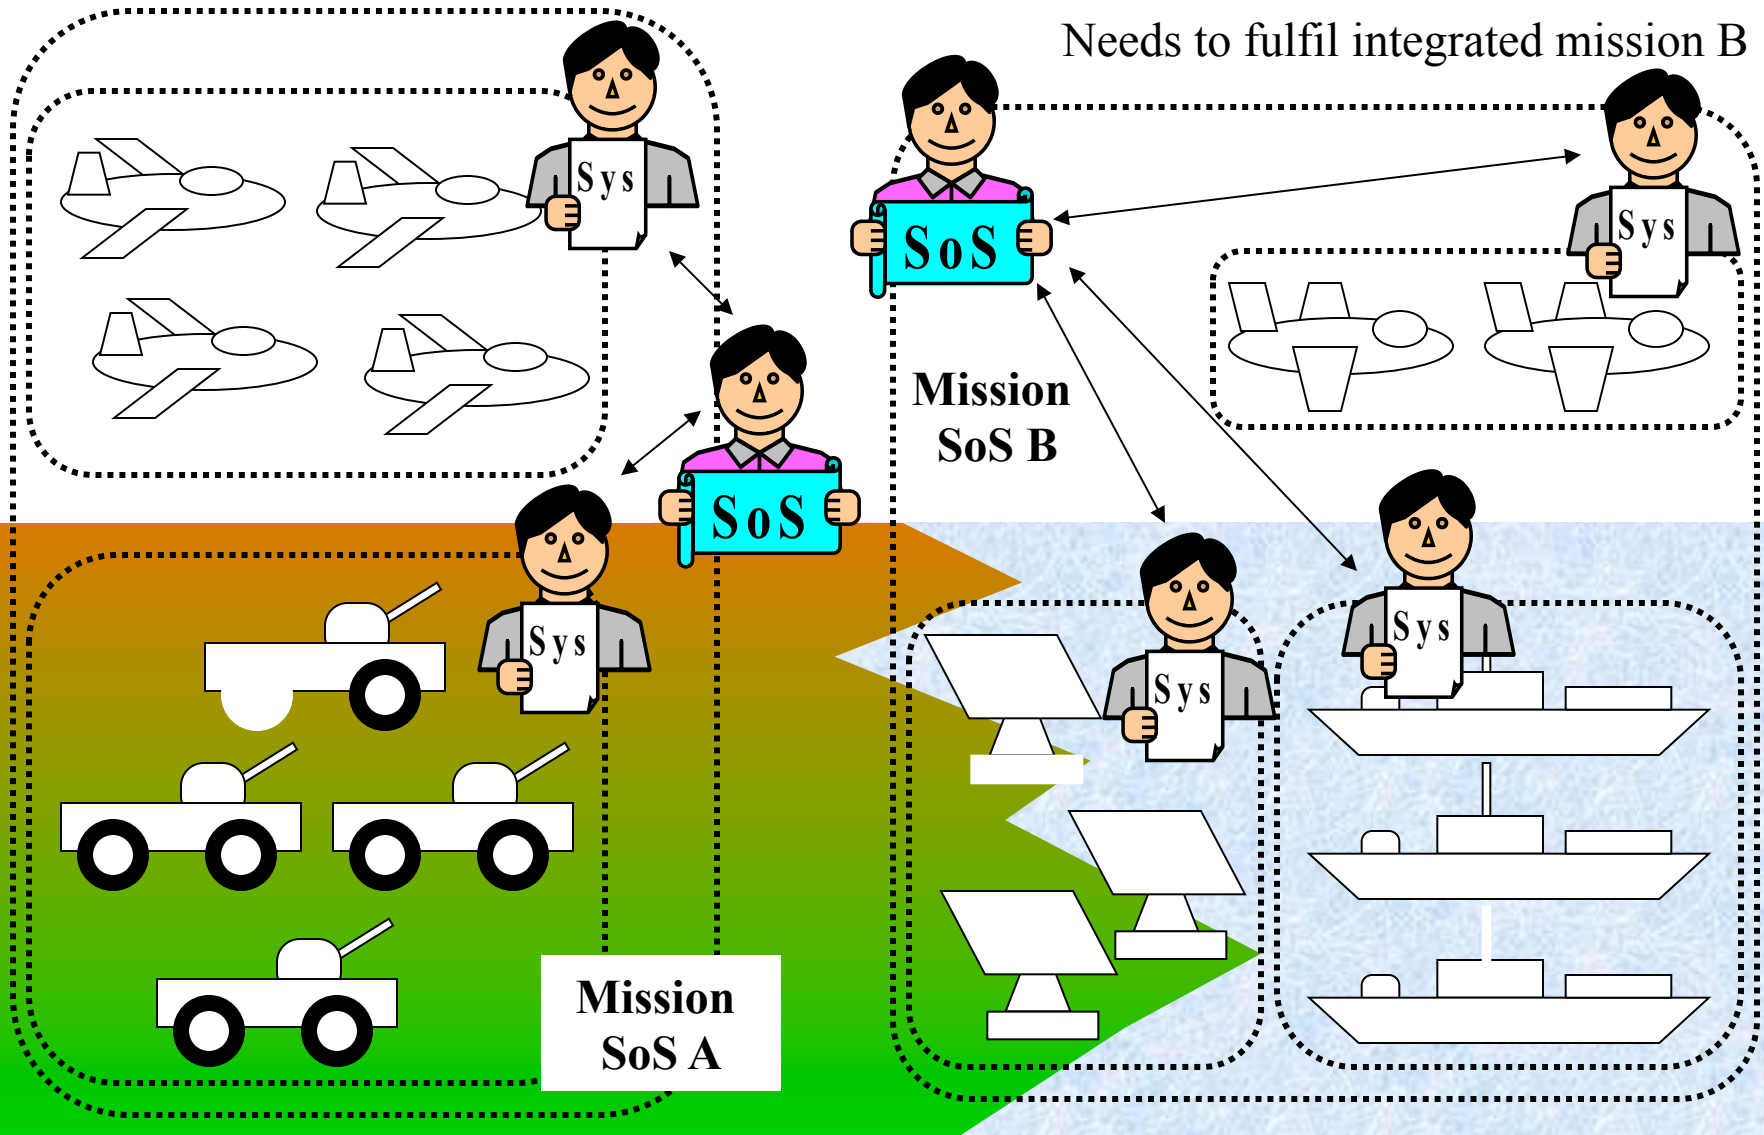 Needs to fulfil integrated mission B
Sys
SoS
Sys
Mission
SoS B
SoS
Sys
Sys
Sys
Mission
SoS A